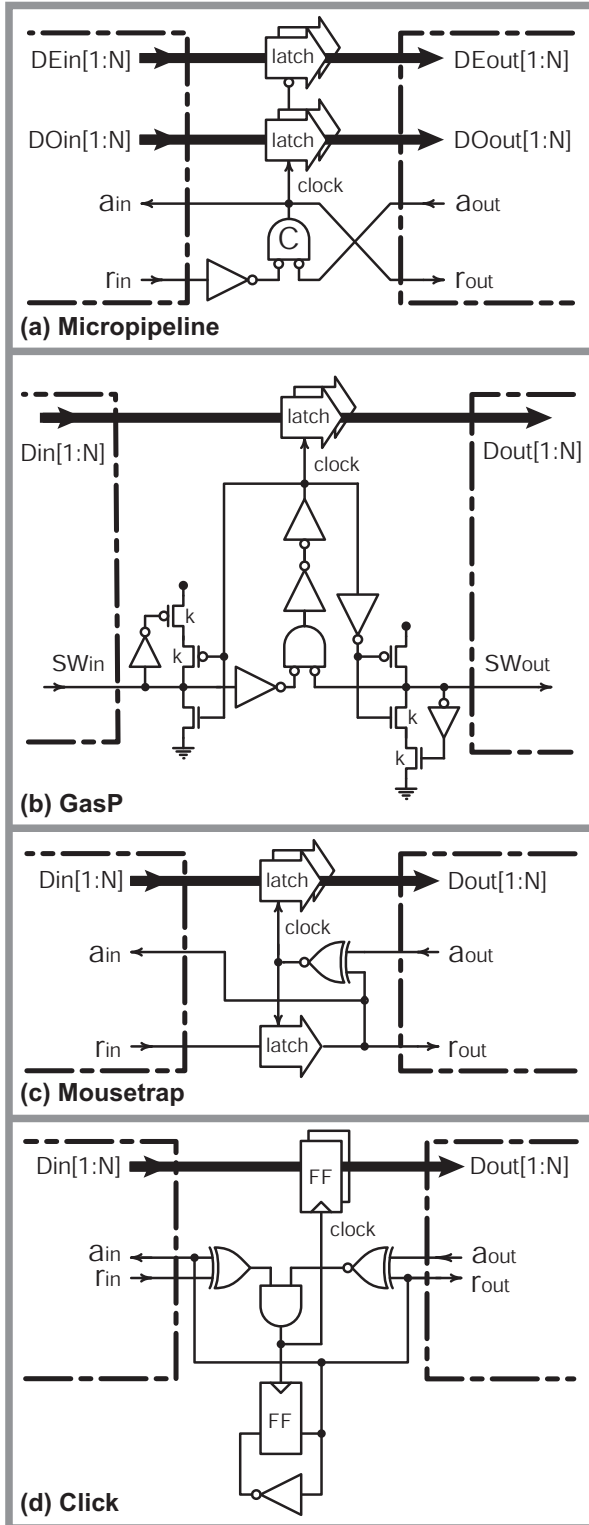 DEin[1:N] latch DEout[1:N]
DOin[1:N] latch DOout[1:N]
clock
ain aout
C
rin rout
(a) Micropipeline
latch
Din[1:N] Dout[1:N]
clock
k
k
SWin SWout
k
k
(b) GasP
Din[1:N] latch Dout[1:N]
clock
ain aout
rin latch rout
(c) Mousetrap
Din[1:N] FF Dout[1:N]
clock
ain aout
rin rout
FF
(d) Click